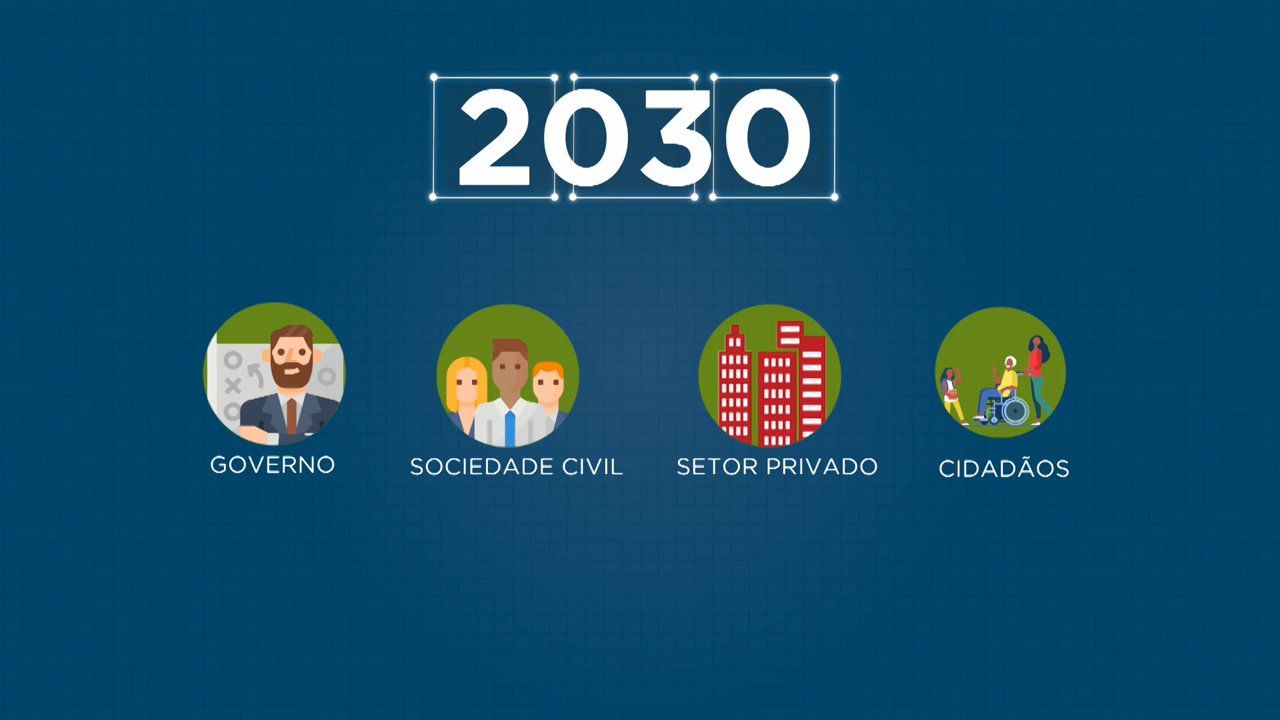 2030
GOVERNO
SOCIEDADE CIVIL
SETOR PRIVADO
CIDADÃOS